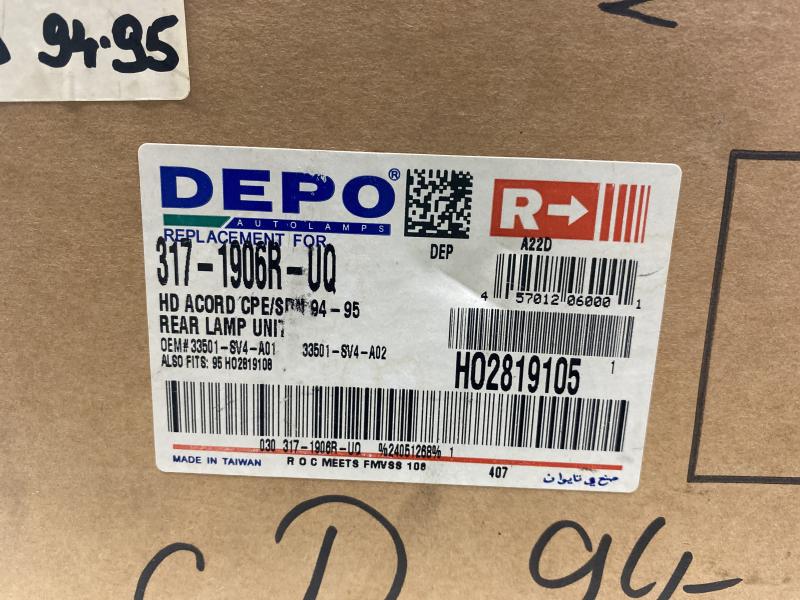 94·95
DEPO®
AUTOLAMPS
REPLACEMENT FOR
DEP
R→
A22D
317-1906R-UQ
4 57012 06000 1
HD ACORD CPE/SDN 94-95
REAR LAMP UNIT
OEM# 33501-SV4-A01 33501-SV4-A02
ALSO FITS: 95 HO2819108
HO2819105 1
030 317-1906R-UQ %24051268% 1
MADE IN TAIWAN R O C MEETS FMVSS 108 407 صنع في تايوان
C D 94-